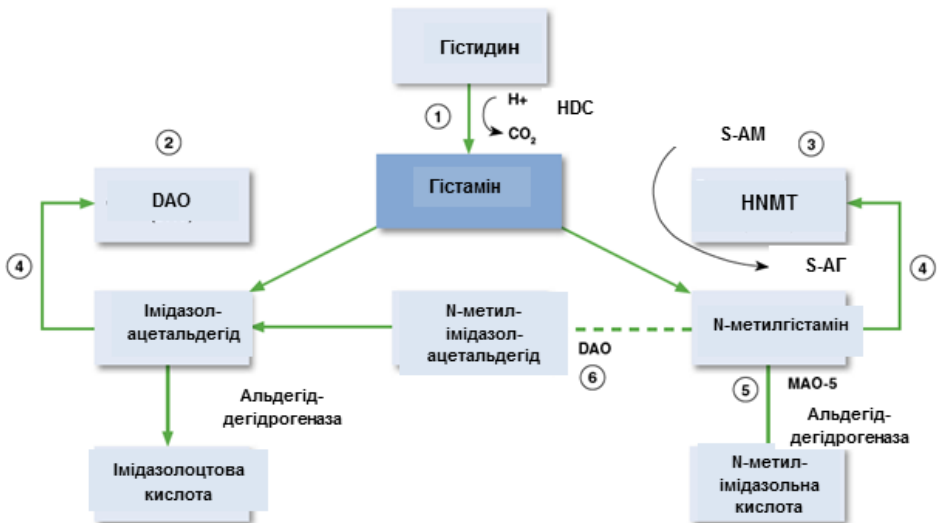 Гістидин
1
H+
HDC
CO2
2
S-AM
3
DAO
Гістамін
HNMT
4
S-АГ
4
Імідазол-
ацетальдегід
N-метил-
імідазол-
ацетальдегід
DAO
6
N-метилгістамін
5
МАО-5
Альдегід-
дегідрогеназа
Альдегід-
дегідрогеназа
Імідазолоцтова
кислота
N-метил-
імідазольна
кислота